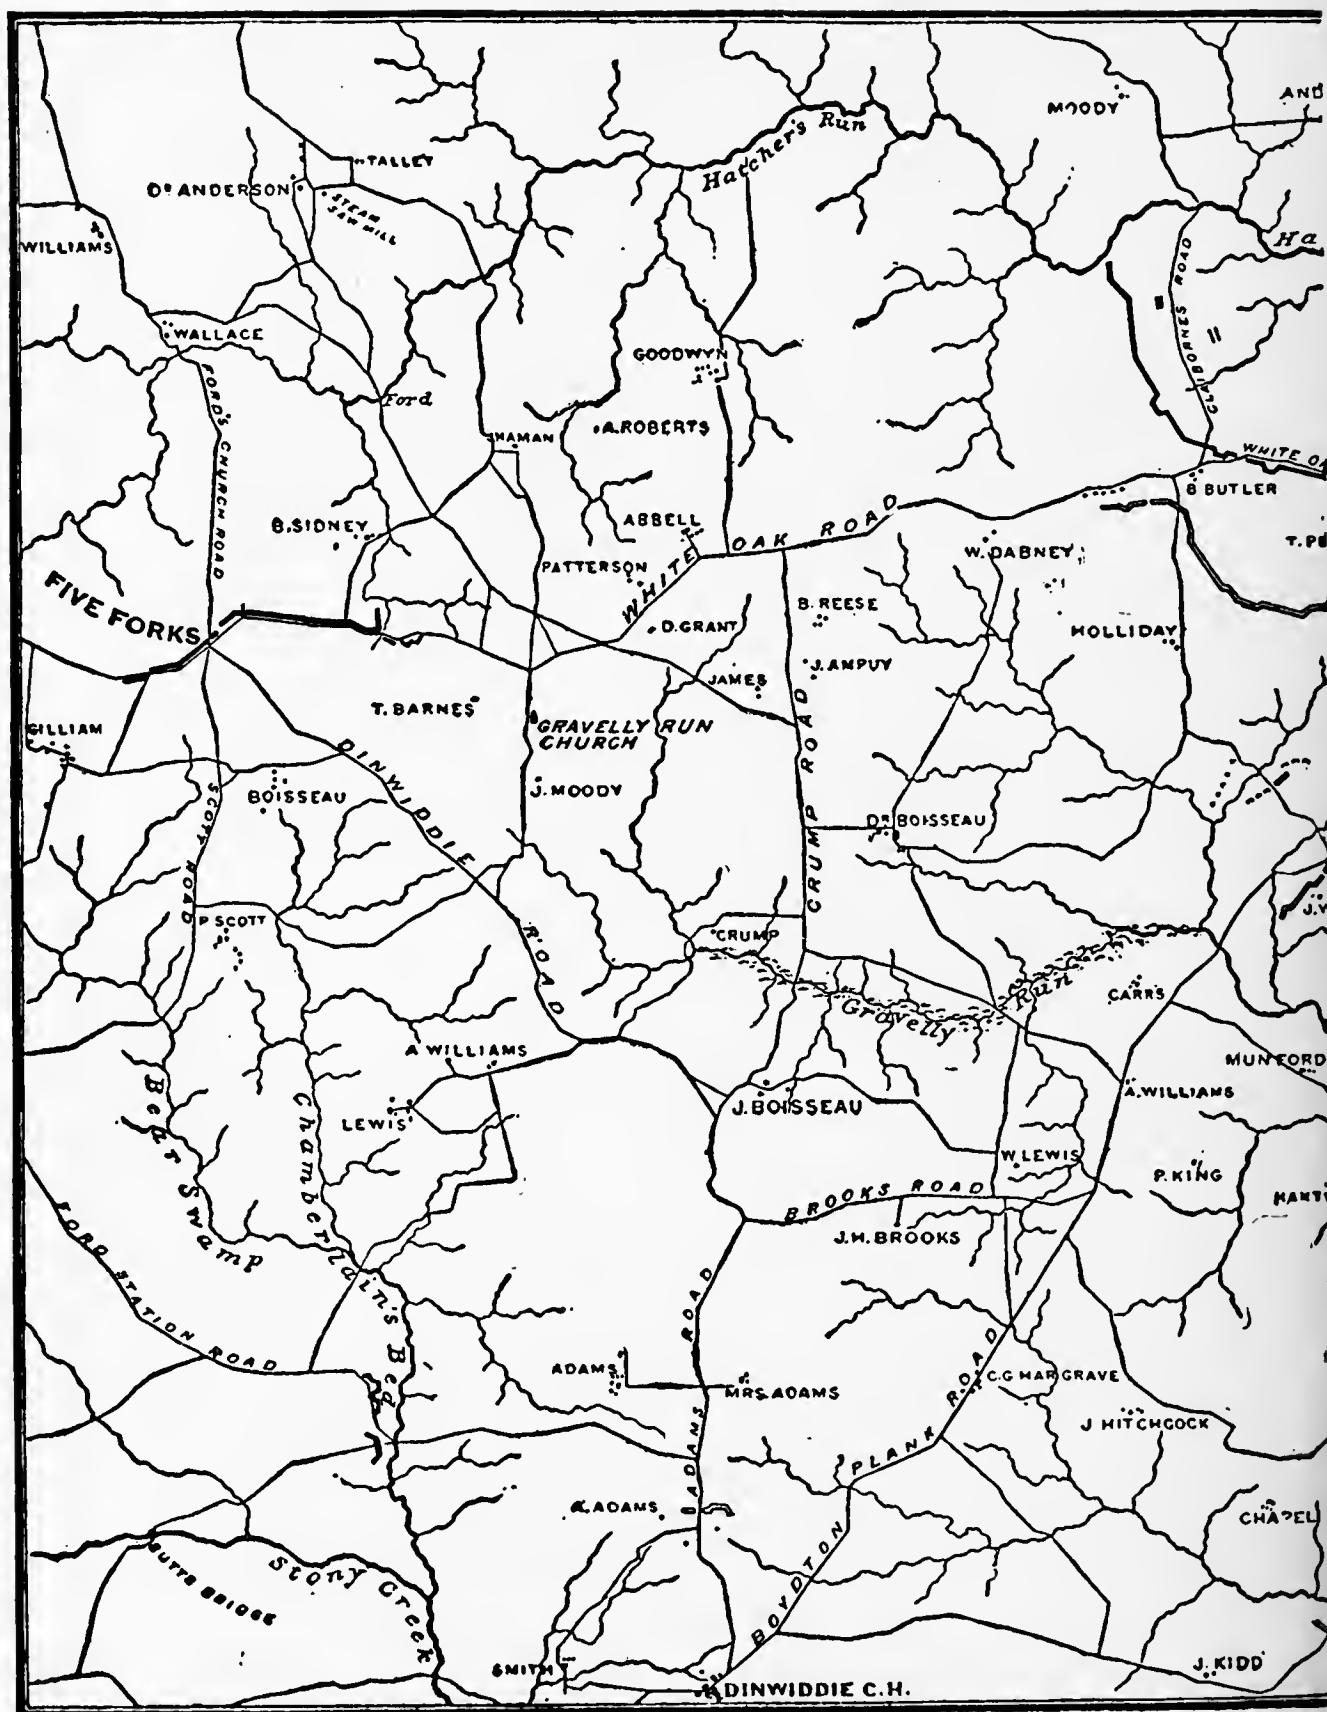 MOODY
AND
Hatcher's Run
TALLEY
Dr ANDERSON
STEAM
SAW MILL
WILLIAMS
Ha
CLAIBORNES ROAD
WALLACE
GOODWYN
Ford
FORD'S CHURCH ROAD
A. ROBERTS
HAMAN
WHITE OA
B BUTLER
B. SIDNEY
ABBELL
WHITE OAK ROAD
W. DABNEY
T. PE
PATTERSON
FIVE FORKS
B. REESE
D. GRANT
HOLLIDAY
J. AMPUY
JAMES
T. BARNES
GRAVELLY RUN
CHURCH
GILLIAM
J. MOODY
BOISSEAU
DINWIDDIE ROAD
SCOTT ROAD
CRUMP ROAD
Dr BOISSEAU
P SCOTT
CRUMP
J. W
Gravelly Run
CARRS
A WILLIAMS
MUNFORD
LEWIS
J. BOISSEAU
A. WILLIAMS
Bear Swamp
Chamberlain's Bed
W. LEWIS
P. KING
BROOKS ROAD
J. H. BROOKS
FORD STATION ROAD
ADAMS
MRS. ADAMS
C. G HARGRAVE
J HITCHCOCK
ADAMS ROAD
BOYDTON PLANK ROAD
ADAMS
CHAPEL
BUTTS BRIDGE
Stony Creek
SMITH
J. KIDD
DINWIDDIE C. H.